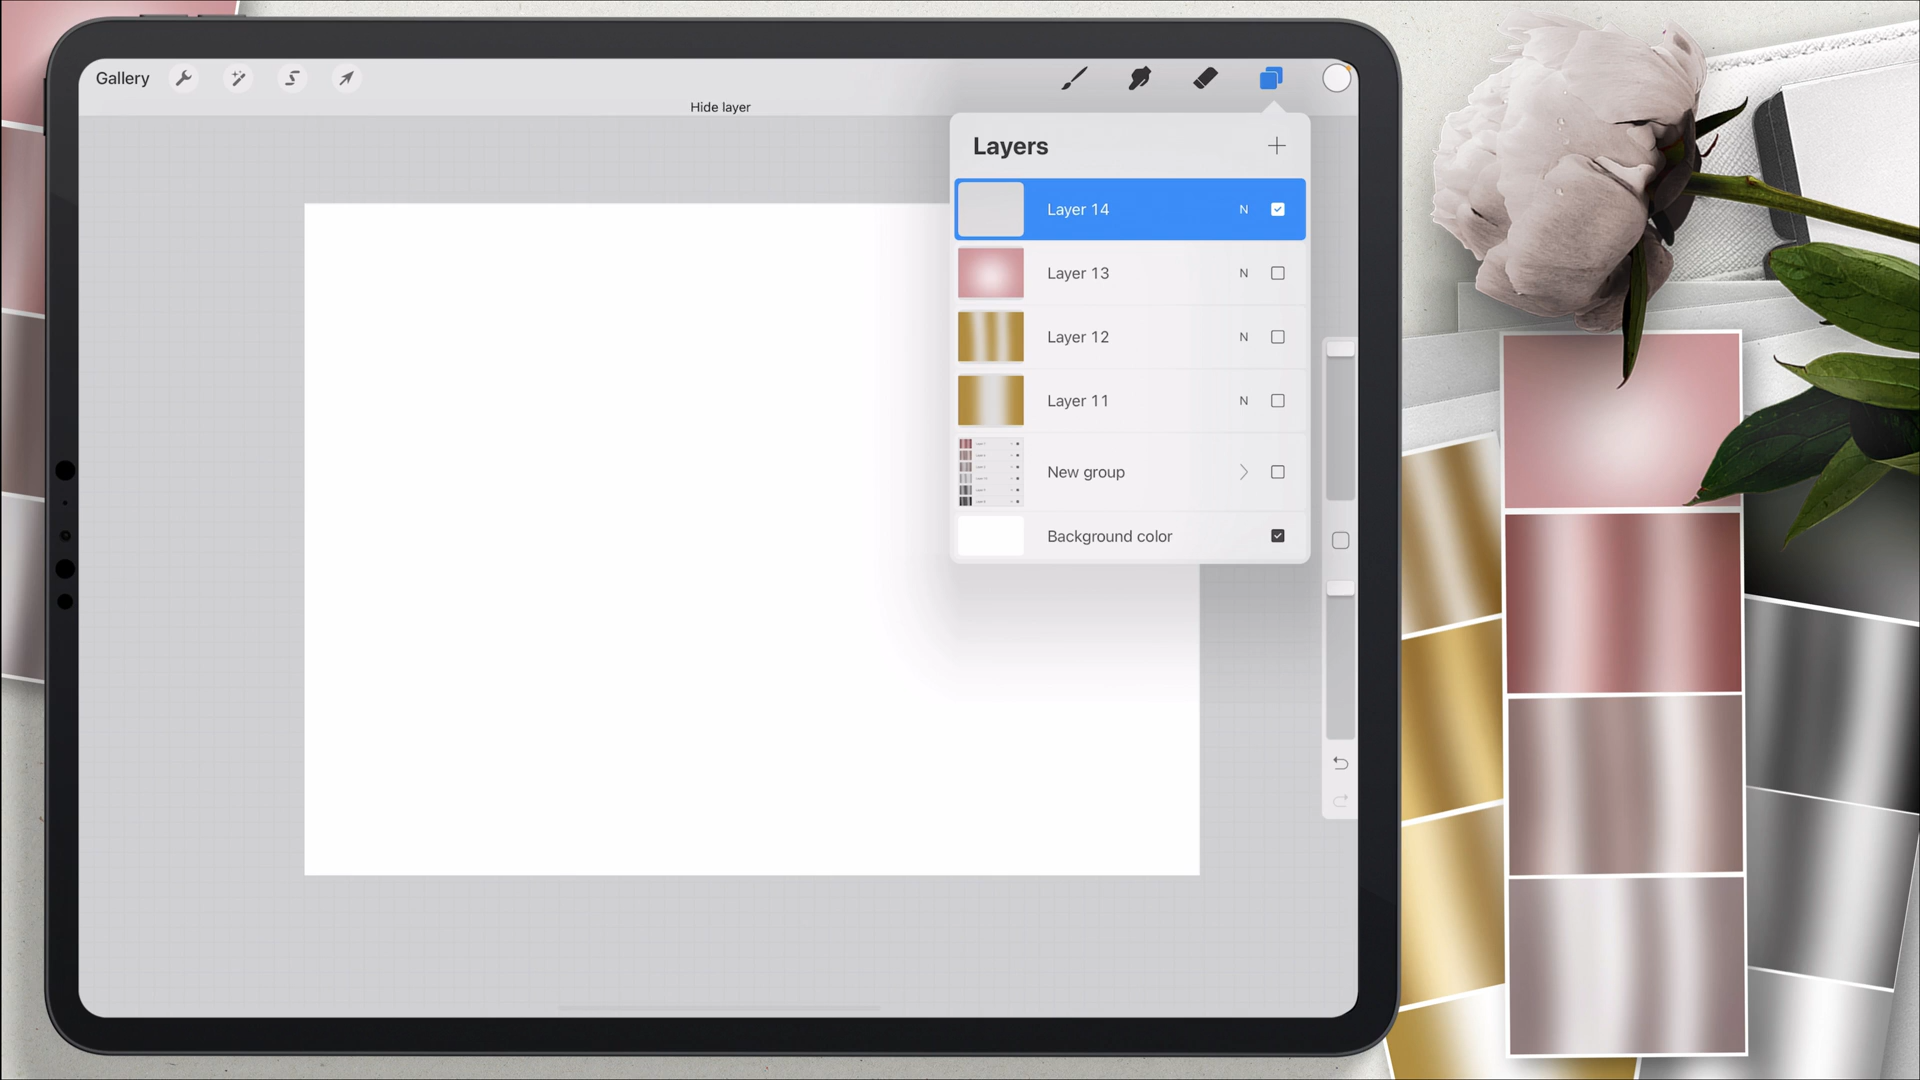 Gallery
Hide layer
Layers
Layer 14 N
Layer 13 N
Layer 12 N
Layer 11 N
New group
Background color